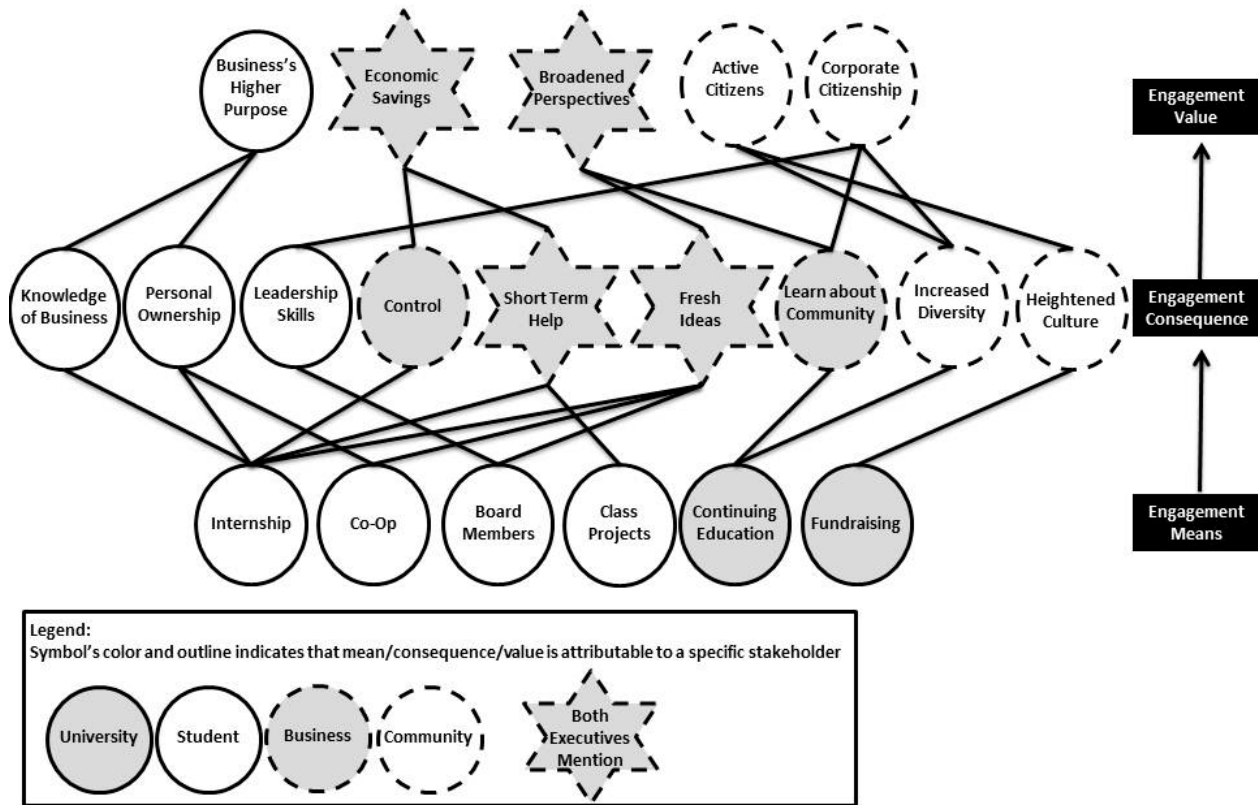 Business's
Higher
Purpose
Economic
Savings
Broadened
Perspectives
Active
Citizens
Corporate
Citizenship
Engagement
Value
Knowledge
of Business
Personal
Ownership
Leadership
Skills
Control
Short Term
Help
Fresh
Ideas
Learn about
Community
Increased
Diversity
Heightened
Culture
Engagement
Consequence
Internship
Co-Op
Board
Members
Class
Projects
Continuing
Education
Fundraising
Engagement
Means
Legend:
Symbol's color and outline indicates that mean/consequence/value is attributable to a specific stakeholder
University
Student
Business
Community
Both
Executives
Mention